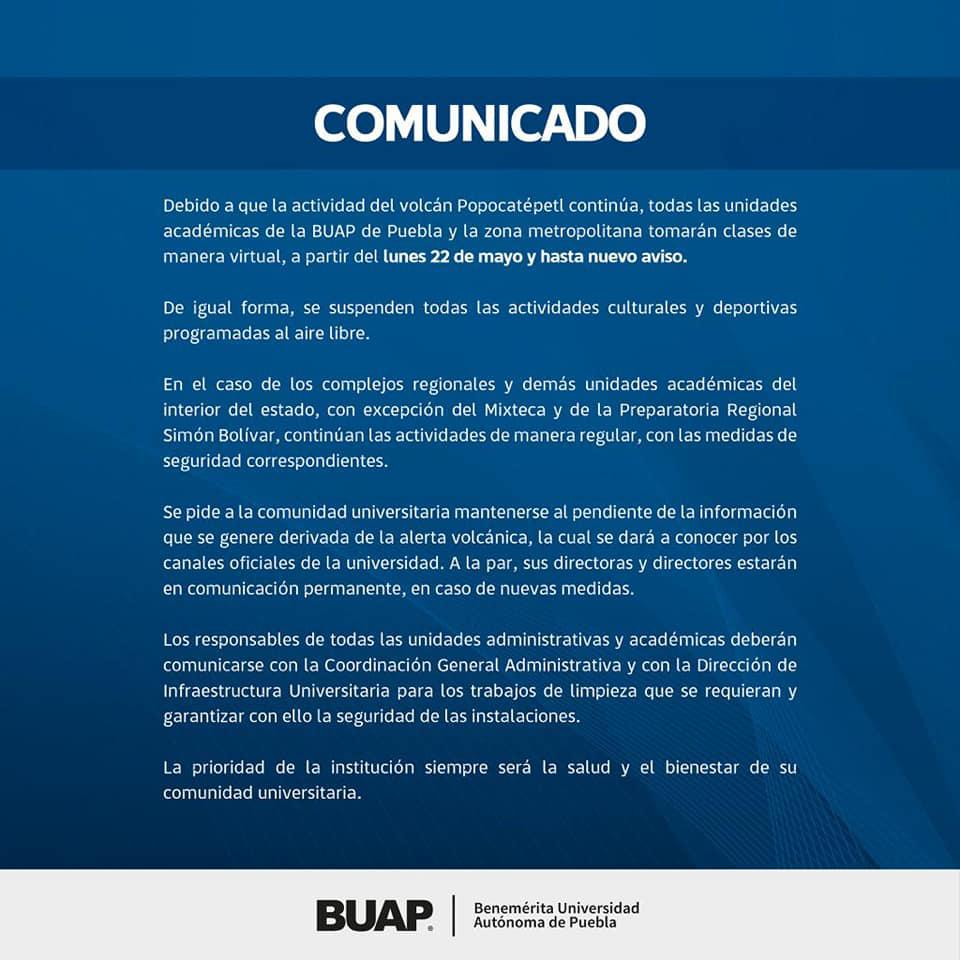 COMUNICADO
Debido a que la actividad del volcán Popocatépetl continúa, todas las unidades
académicas de la BUAP de Puebla y la zona metropolitana tomarán clases de
manera virtual, a partir del lunes 22 de mayo y hasta nuevo aviso.
De igual forma, se suspenden todas las actividades culturales y deportivas
programadas al aire libre.
En el caso de los complejos regionales y demás unidades académicas del
interior del estado, con excepción del Mixteca y de la Preparatoria Regional
Simón Bolívar, continúan las actividades de manera regular, con las medidas de
seguridad correspondientes.
Se pide a la comunidad universitaria mantenerse al pendiente de la información
que se genere derivada de la alerta volcánica, la cual se dará a conocer por los
canales oficiales de la universidad. A la par, sus directoras y directores estarán
en comunicación permanente, en caso de nuevas medidas.
Los responsables de todas las unidades administrativas y académicas deberán
comunicarse con la Coordinación General Administrativa y con la Dirección de
Infraestructura Universitaria para los trabajos de limpieza que se requieran y
garantizar con ello la seguridad de las instalaciones.
La prioridad de la institución siempre será la salud y el bienestar de su
comunidad universitaria.
BUAP®
Benemérita Universidad
Autónoma de Puebla